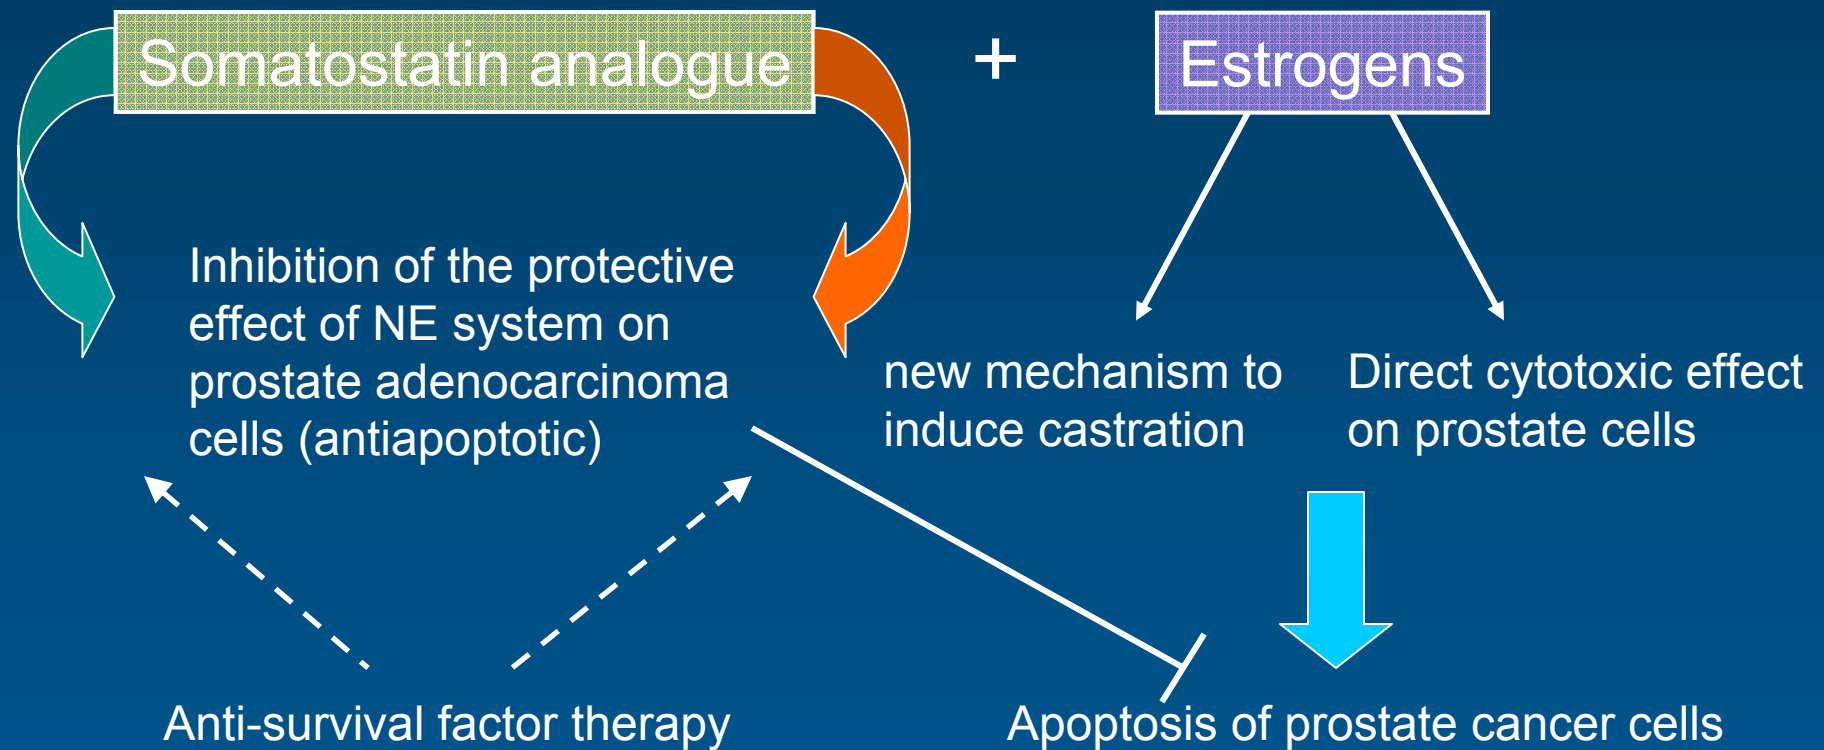 Somatostatin analogue
+
Estrogens
Inhibition of the protective
effect of NE system on
prostate adenocarcinoma
cells (antiapoptotic)
new mechanism to
induce castration
Direct cytotoxic effect
on prostate cells
Anti-survival factor therapy
Apoptosis of prostate cancer cells